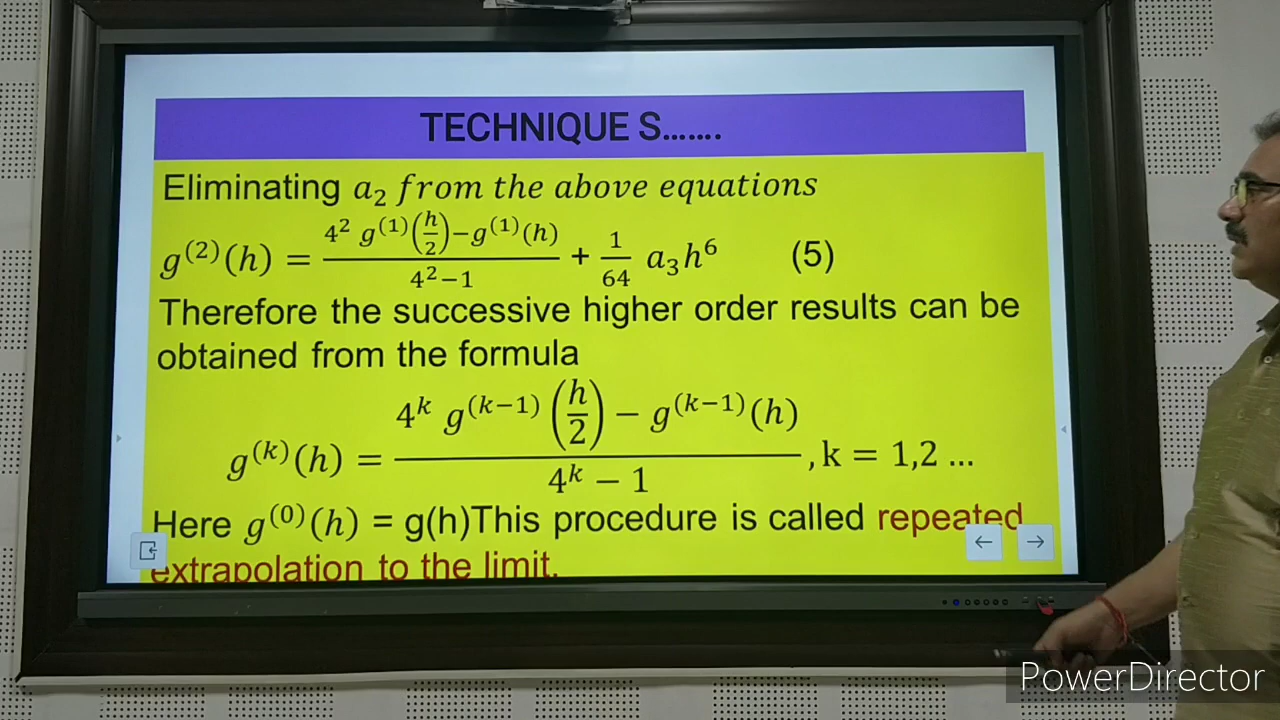 TECHNIQUE S.......
Eliminating a₂ from the above equations
g⁽²⁾(h) = (4² g⁽¹⁾(h/2)−g⁽¹⁾(h))/(4²−1) + 1/64 a₃h⁶ (5)
Therefore the successive higher order results can be
obtained from the formula
g⁽ᵏ⁾(h) = (4ᵏ g⁽ᵏ⁻¹⁾(h/2) − g⁽ᵏ⁻¹⁾(h))/(4ᵏ − 1) , k = 1,2 ...
Here g⁽⁰⁾(h) = g(h)This procedure is called repeated
extrapolation to the limit.
PowerDirector